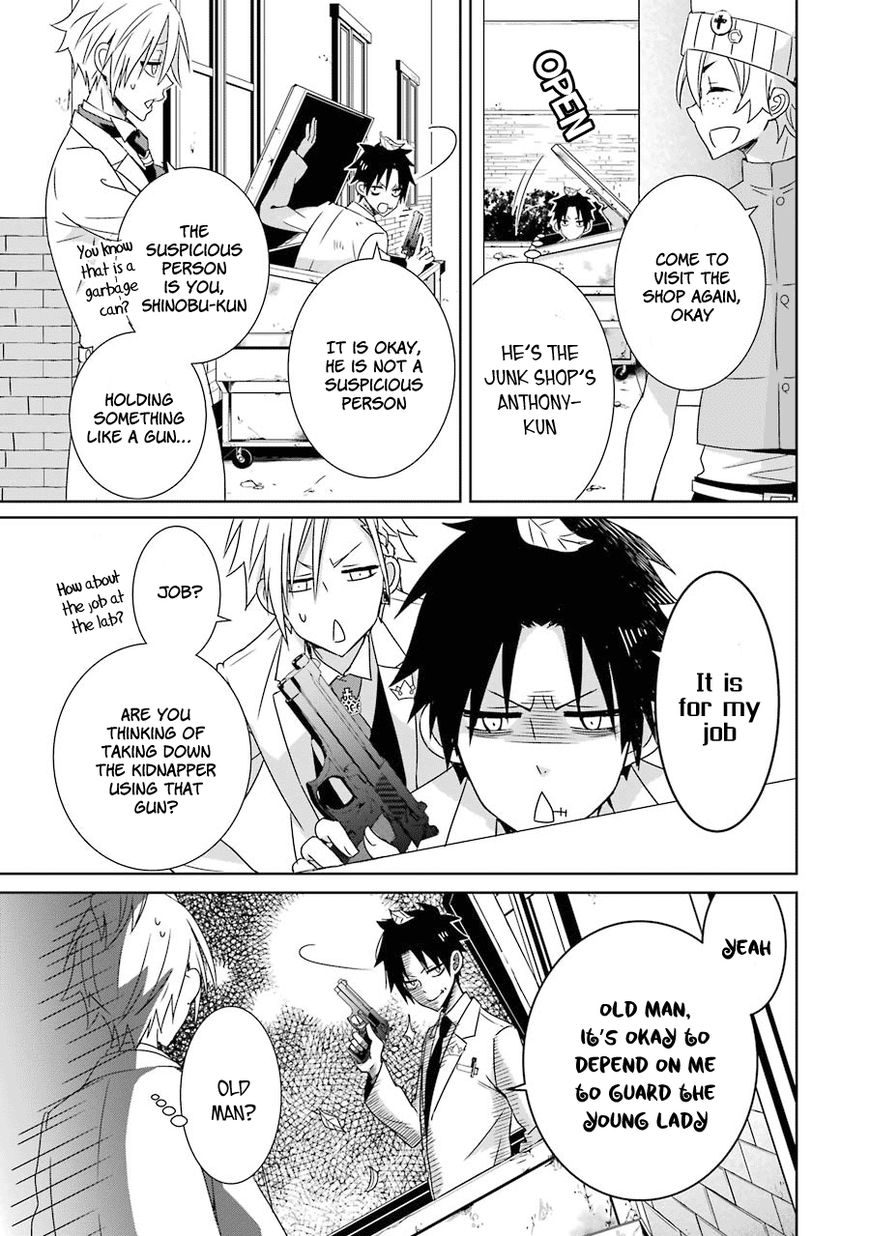 OPEN
COME TO
VISIT THE
SHOP AGAIN,
OKAY
HE'S THE
JUNK SHOP'S
ANTHONY-
KUN
IT IS OKAY,
HE IS NOT A
SUSPICIOUS
PERSON
THE
SUSPICIOUS
PERSON
IS YOU,
SHINOBU-KUN
You know
that is a
garbage
can?
HOLDING
SOMETHING
LIKE A GUN...
It is
for my
job
JOB?
How about
the job at
the lab?
ARE YOU
THINKING OF
TAKING DOWN
THE KIDNAPPER
USING THAT
GUN?
YEAH
OLD MAN,
IT'S OKAY TO
DEPEND ON ME
TO GUARD THE
YOUNG LADY
OLD
MAN?